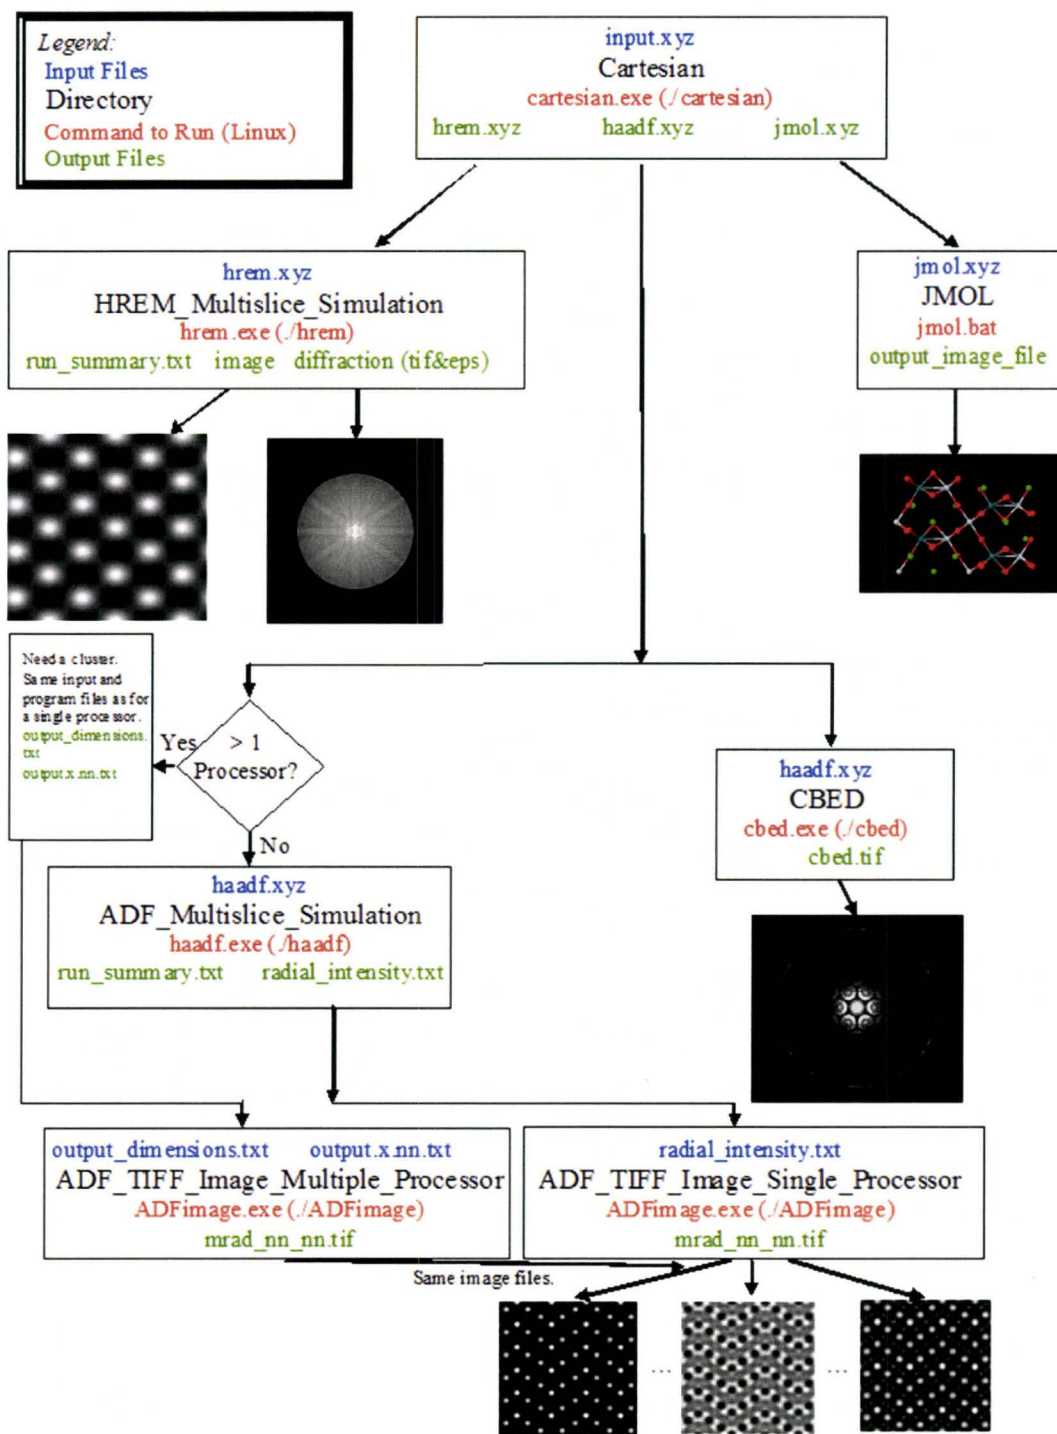 Legend:
Input Files
Directory
Command to Run (Linux)
Output Files
input.xyz
Cartesian
cartesian.exe (./cartesian)
hrem.xyz haadf.xyz jmol.xyz
hrem.xyz
HREM_Multislice_Simulation
hrem.exe (./hrem)
run_summary.txt image diffraction (tif&eps)
jmol.xyz
JMOL
jmol.bat
output_image_file
Need a cluster.
Same input and
program files as for
a single processor.
output_dimensions.
txt
output.x.nn.txt
Yes
> 1
Processor?
No
haadf.xyz
CBED
cbed.exe (./cbed)
cbed.tif
haadf.xyz
ADF_Multislice_Simulation
haadf.exe (./haadf)
run_summary.txt radial_intensity.txt
output_dimensions.txt output.x.nn.txt
ADF_TIFF_Image_Multiple_Processor
ADFimage.exe (./ADFimage)
mrad_nn_nn.tif
radial_intensity.txt
ADF_TIFF_Image_Single_Processor
ADFimage.exe (./ADFimage)
mrad_nn_nn.tif
Same image files.
... ...